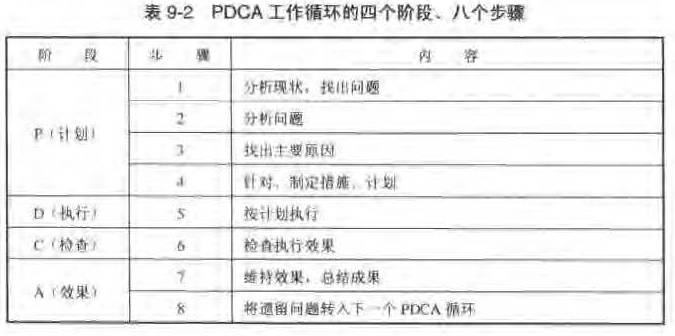 表 9-2 PDCA 工作循环的四个阶段、八个步骤
阶 段 步 骤 内 容
P(计划) 1 分析现状,找出问题
2 分析问题
3 找出主要原因
4 针对、制定措施、计划
D(执行) 5 按计划执行
C(检查) 6 检查执行效果
A(效果) 7 维持效果,总结成果
8 将遗留问题转入下一个 PDCA 循环